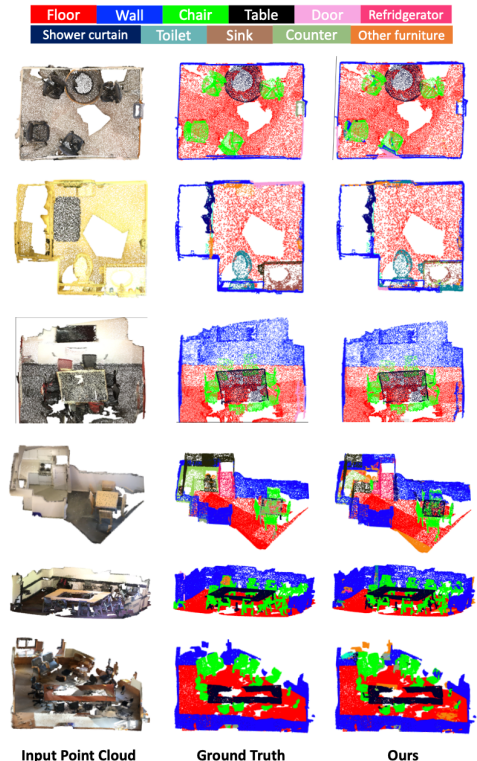 Floor Wall Chair Table Door Refridgerator
Shower curtain Toilet Sink Counter Other furniture
Input Point Cloud Ground Truth Ours